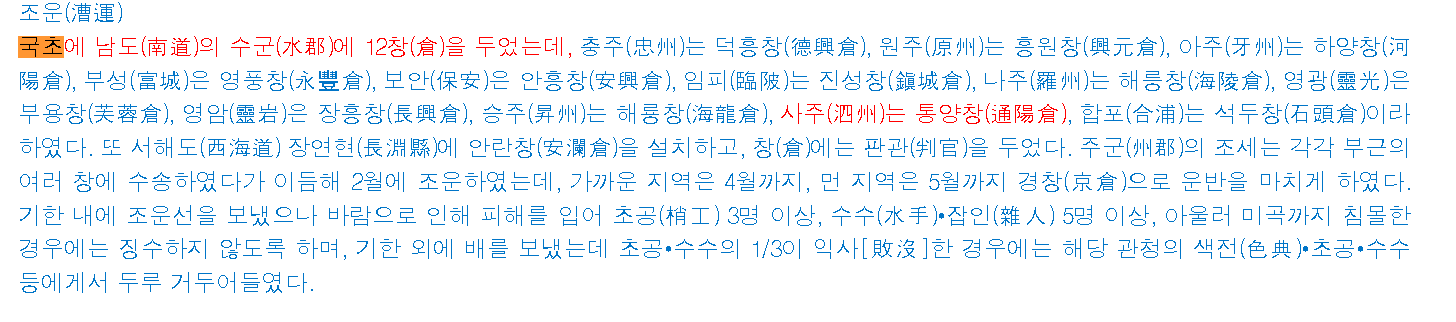 조운(漕運)
국초에 남도(南道)의 수군(水郡)에 12창(倉)을 두었는데, 충주(忠州)는 덕흥창(德興倉), 원주(原州)는 흥원창(興元倉), 아주(牙州)는 하양창(河
陽倉), 부성(富城)은 영풍창(永豐倉), 보안(保安)은 안흥창(安興倉), 임피(臨陂)는 진성창(鎭城倉), 나주(羅州)는 해릉창(海陵倉), 영광(靈光)은
부용창(芙蓉倉), 영암(靈岩)은 장흥창(長興倉), 승주(昇州)는 해룡창(海龍倉), 사주(泗州)는 통양창(通陽倉), 합포(合浦)는 석두창(石頭倉)이라
하였다. 또 서해도(西海道) 장연현(長淵縣)에 안란창(安瀾倉)을 설치하고, 창(倉)에는 판관(判官)을 두었다. 주군(州郡)의 조세는 각각 부근의
여러 창에 수송하였다가 이듬해 2월에 조운하였는데, 가까운 지역은 4월까지, 먼 지역은 5월까지 경창(京倉)으로 운반을 마치게 하였다.
기한 내에 조운선을 보냈으나 바람으로 인해 피해를 입어 초공(梢工) 3명 이상, 수수(水手)•잡인(雜人) 5명 이상, 아울러 미곡까지 침몰한
경우에는 징수하지 않도록 하며, 기한 외에 배를 보냈는데 초공•수수의 1/3이 익사[敗沒]한 경우에는 해당 관청의 색전(色典)•초공•수수
등에게서 두루 거두어들였다.